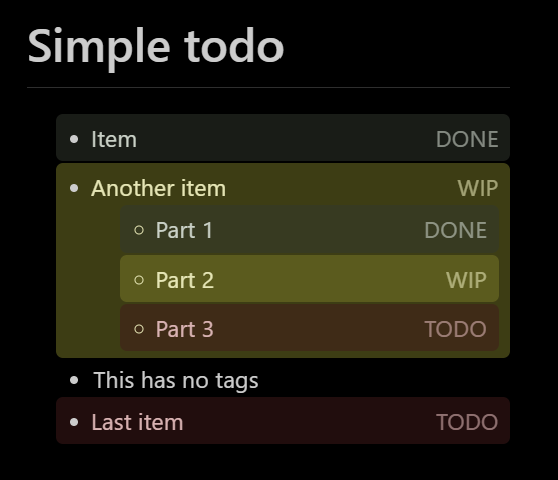 Simple todo
• Item DONE
• Another item WIP
○ Part 1 DONE
○ Part 2 WIP
○ Part 3 TODO
• This has no tags
• Last item TODO